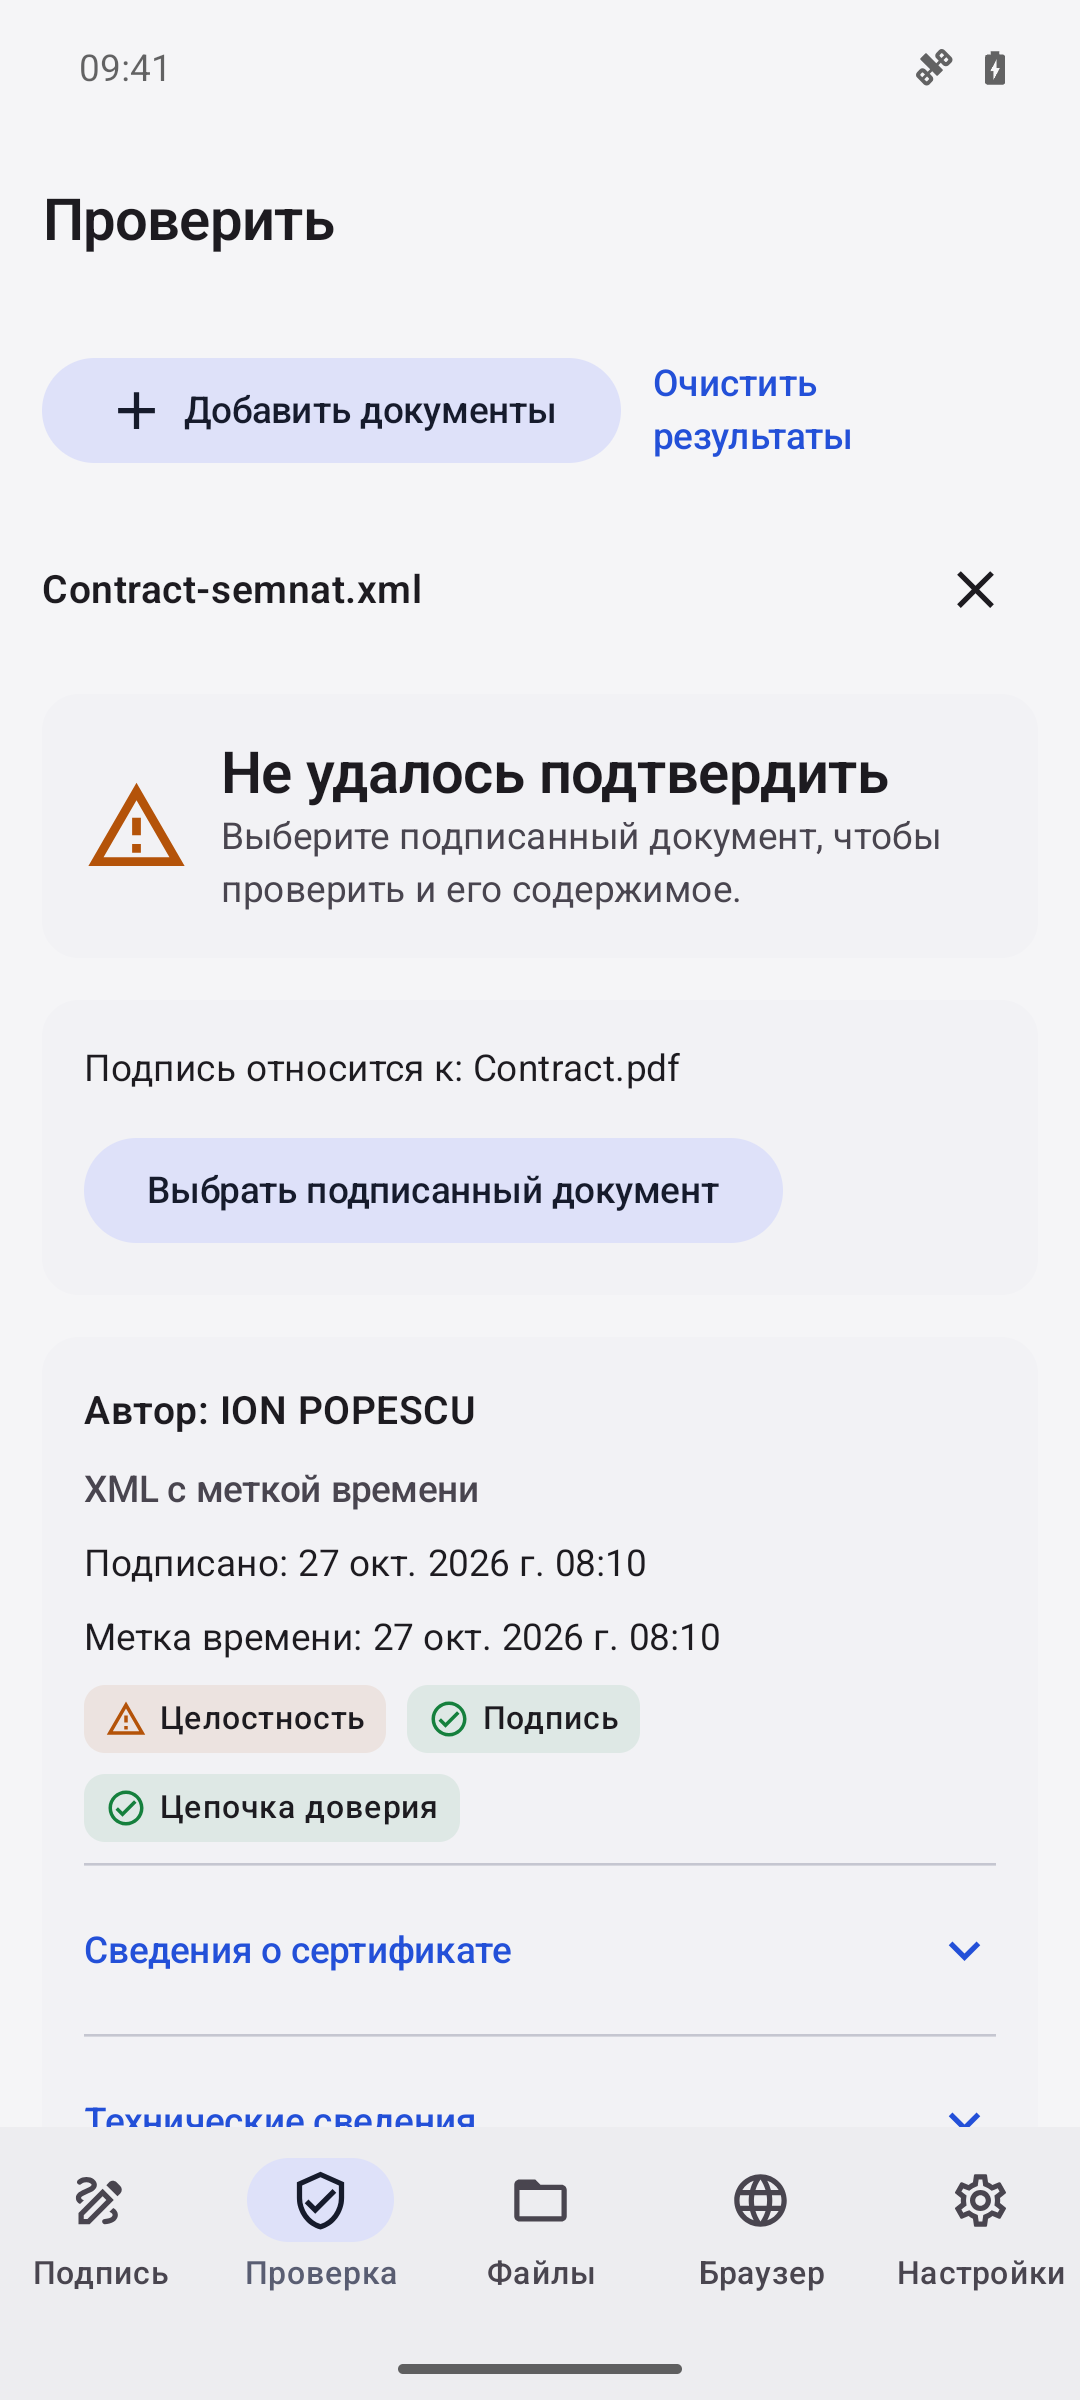 09:41
Проверить
Добавить документы
Очистить
результаты
Contract-semnat.xml
Не удалось подтвердить
Выберите подписанный документ, чтобы
проверить и его содержимое.
Подпись относится к: Contract.pdf
Выбрать подписанный документ
Автор: ION POPESCU
XML с меткой времени
Подписано: 27 окт. 2026 г. 08:10
Метка времени: 27 окт. 2026 г. 08:10
Целостность
Подпись
Цепочка доверия
Сведения о сертификате
Технические сведения
Подпись
Проверка
Файлы
Браузер
Настройки